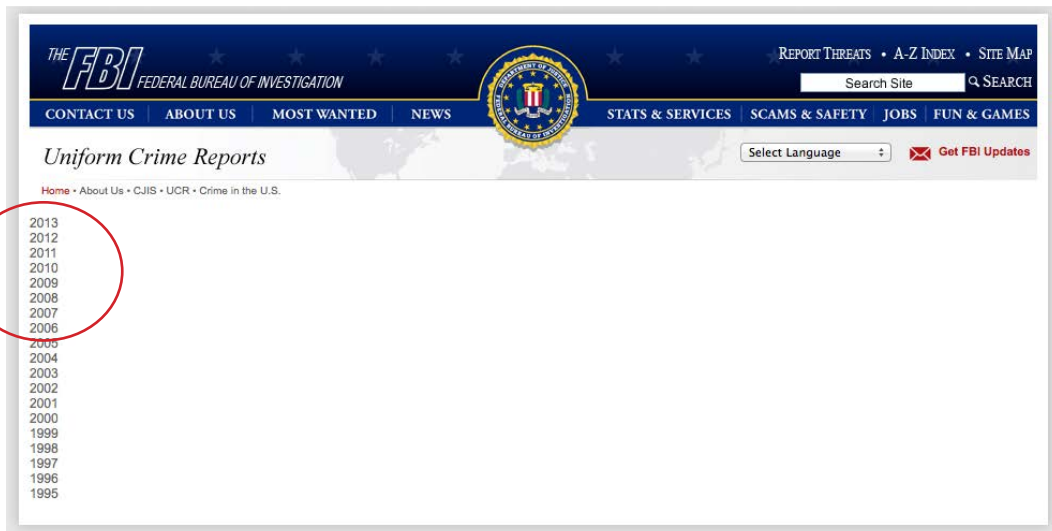 THE FBI FEDERAL BUREAU OF INVESTIGATION
REPORT THREATS • A-Z INDEX • SITE MAP
Search Site SEARCH
CONTACT US ABOUT US MOST WANTED NEWS STATS & SERVICES SCAMS & SAFETY JOBS FUN & GAMES
Uniform Crime Reports
Select Language Get FBI Updates
Home • About Us • CJIS • UCR • Crime in the U.S.
2013
2012
2011
2010
2009
2008
2007
2006
2005
2004
2003
2002
2001
2000
1999
1998
1997
1996
1995